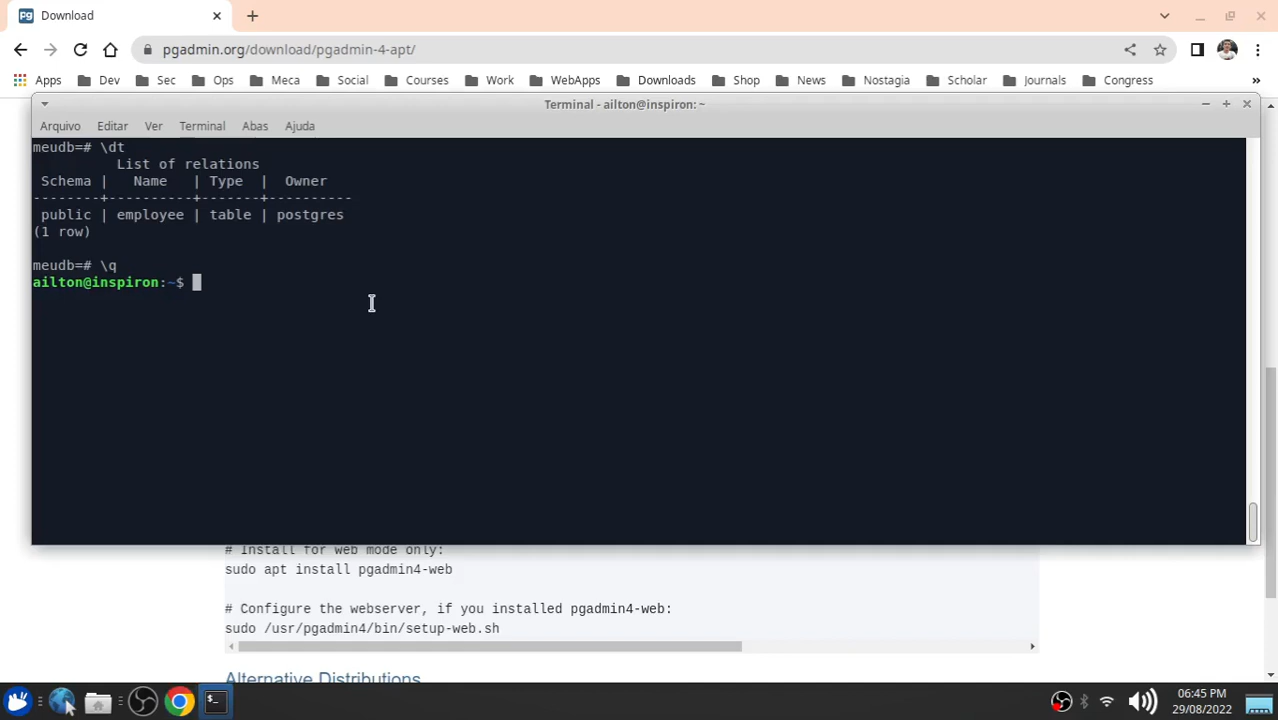 Download
pgadmin.org/download/pgadmin-4-apt/
Apps Dev Sec Ops Meca Social Courses Work WebApps Downloads Shop News Nostagia Scholar Journals Congress »
Terminal - ailton@inspiron: ~
Arquivo Editar Ver Terminal Abas Ajuda
meudb=# \dt
List of relations
Schema | Name | Type | Owner
--------+----------+-------+----------
public | employee | table | postgres
(1 row)
meudb=# \q
ailton@inspiron:~$
# Install for web mode only:
sudo apt install pgadmin4-web
# Configure the webserver, if you installed pgadmin4-web:
sudo /usr/pgadmin4/bin/setup-web.sh
Alternative Distributions
06:45 PM
29/08/2022